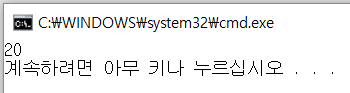 C:₩WINDOWS₩system32₩cmd.exe
20
계속하려면 아무 키나 누르십시오 . . .